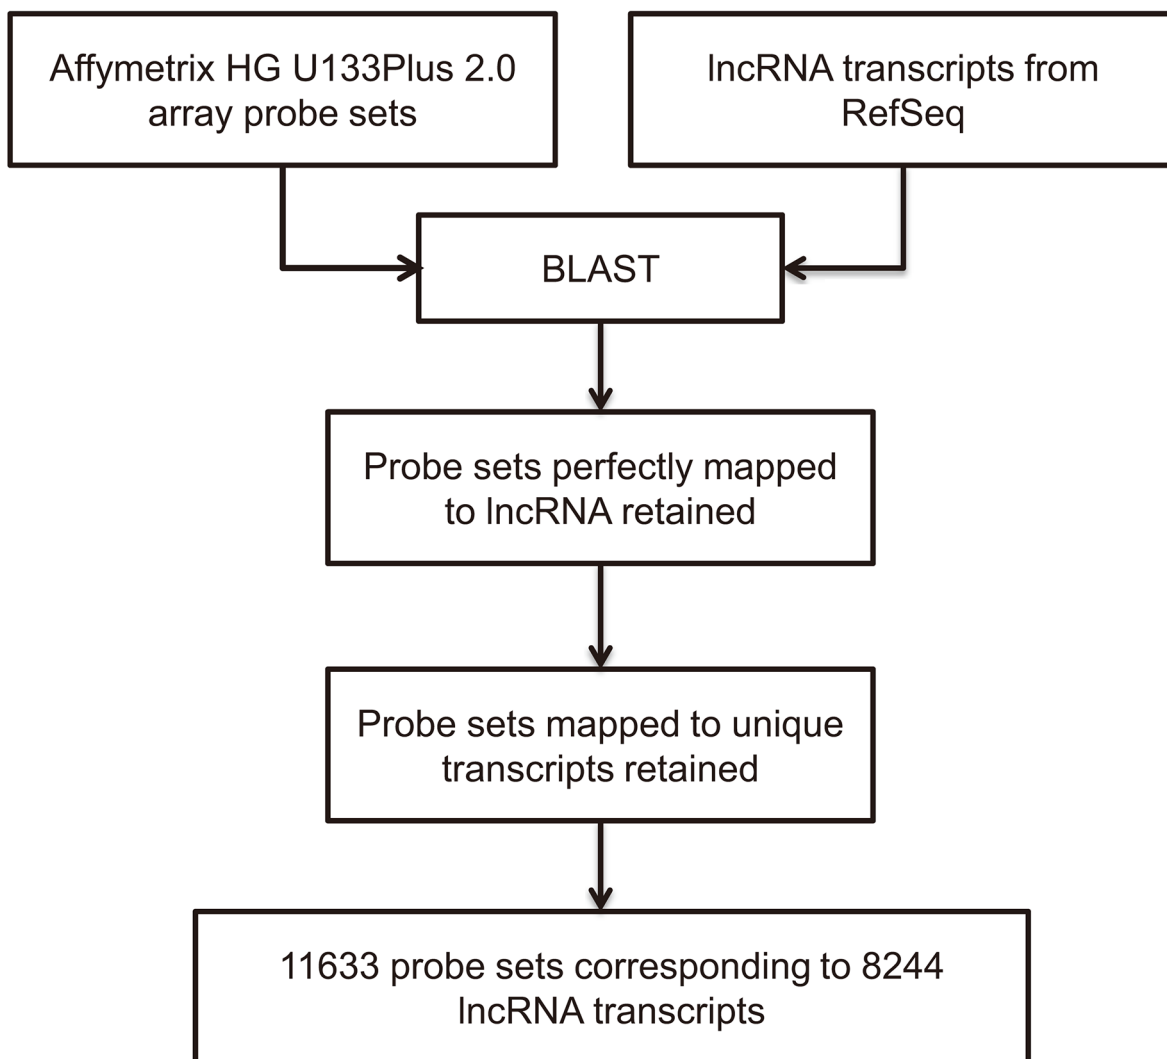 Affymetrix HG U133Plus 2.0
array probe sets
lncRNA transcripts from
RefSeq
BLAST
Probe sets perfectly mapped
to lncRNA retained
Probe sets mapped to unique
transcripts retained
11633 probe sets corresponding to 8244
lncRNA transcripts